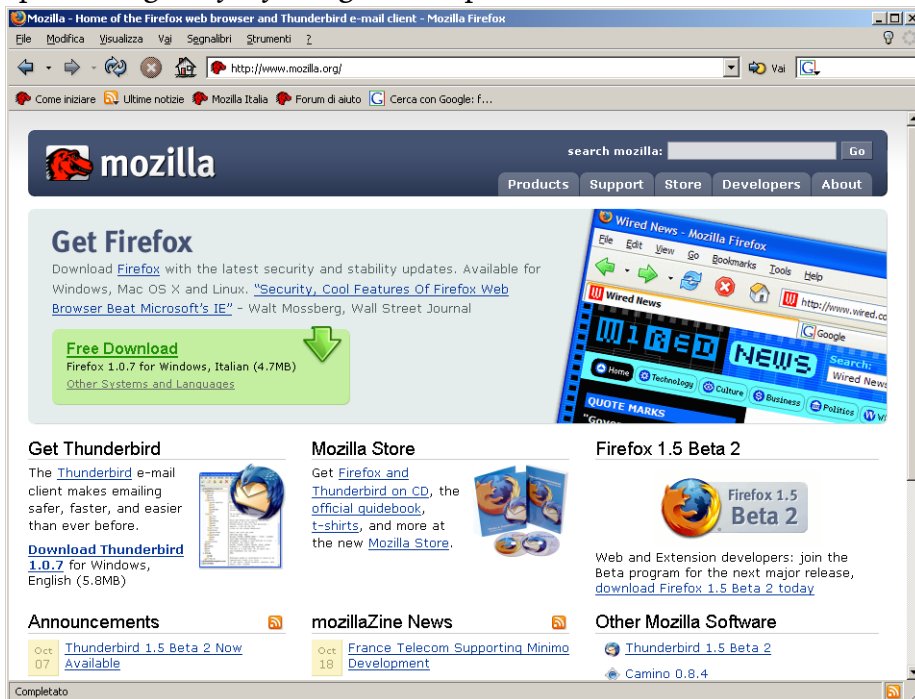 Mozilla - Home of the Firefox web browser and Thunderbird e-mail client - Mozilla Firefox
File Modifica Visualizza Vai Segnalibri Strumenti ?
http://www.mozilla.org/ Vai G
Come iniziare Ultime notizie Mozilla Italia Forum di aiuto G Cerca con Google: f...
mozilla
search mozilla: Go
Products Support Store Developers About
Get Firefox
Download Firefox with the latest security and stability updates. Available for
Windows, Mac OS X and Linux. "Security, Cool Features Of Firefox Web
Browser Beat Microsoft's IE" - Walt Mossberg, Wall Street Journal
Free Download
Firefox 1.0.7 for Windows, Italian (4.7MB)
Other Systems and Languages
Wired News - Mozilla Firefox
File Edit View Go Bookmarks Tools Help
http://www.wired.co
Wired News
G Google
WIRED NEWS
Search:
Wired News
Home Technology Culture Business Politics
QUOTE MARKS
Get Thunderbird
The Thunderbird e-mail
client makes emailing
safer, faster, and easier
than ever before.
Download Thunderbird
1.0.7 for Windows,
English (5.8MB)
Mozilla Store
Get Firefox and
Thunderbird on CD, the
official guidebook,
t-shirts, and more at
the new Mozilla Store.
Firefox 1.5 Beta 2
Firefox 1.5
Beta 2
Web and Extension developers: join the
Beta program for the next major release,
download Firefox 1.5 Beta 2 today
Announcements
Oct
07
Thunderbird 1.5 Beta 2 Now
Available
mozillaZine News
Oct
18
France Telecom Supporting Minimo
Development
Other Mozilla Software
Thunderbird 1.5 Beta 2
Camino 0.8.4
Completato